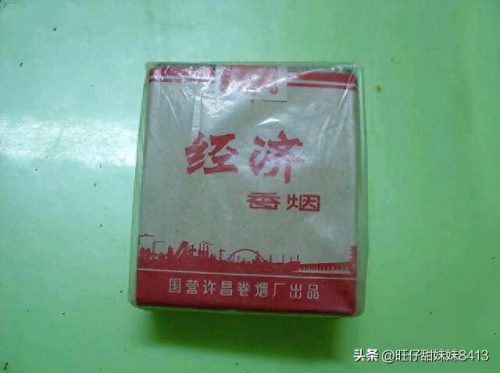 经济
香烟
国营许昌卷烟厂出品
头条 @旺仔甜妹妹8413